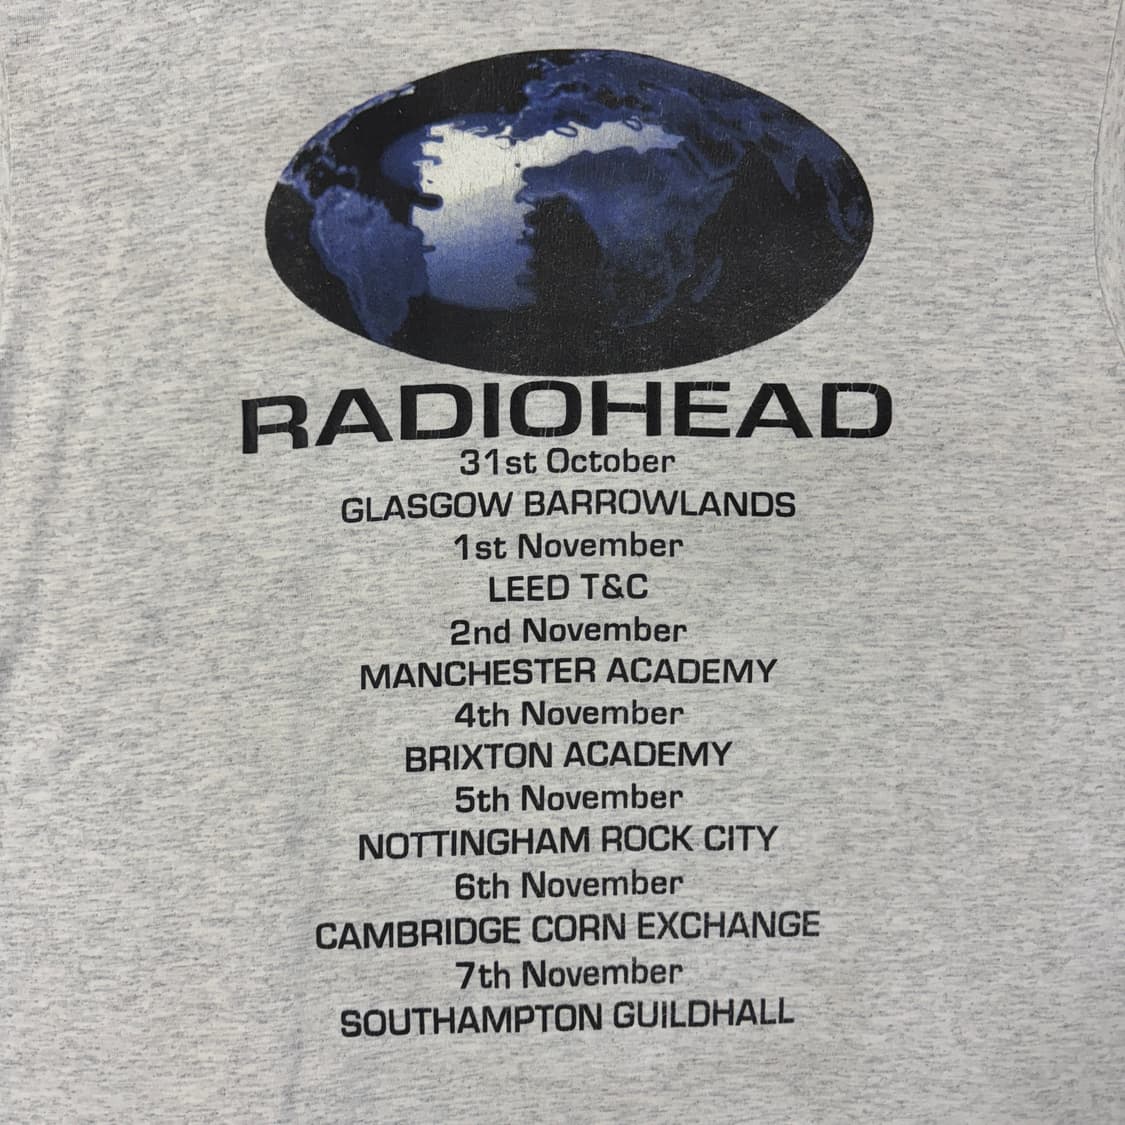 RADIOHEAD
31st October
GLASGOW BARROWLANDS
1st November
LEED T&C
2nd November
MANCHESTER ACADEMY
4th November
BRIXTON ACADEMY
5th November
NOTTINGHAM ROCK CITY
6th November
CAMBRIDGE CORN EXCHANGE
7th November
SOUTHAMPTON GUILDHALL